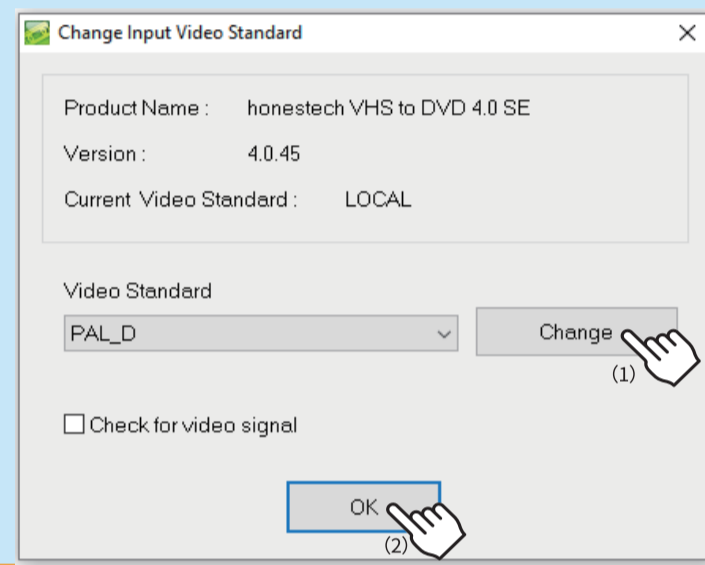 Change Input Video Standard
Product Name : honestech VHS to DVD 4.0 SE
Version : 4.0.45
Current Video Standard : LOCAL
Video Standard
PAL_D
Change
(1)
Check for video signal
OK
(2)